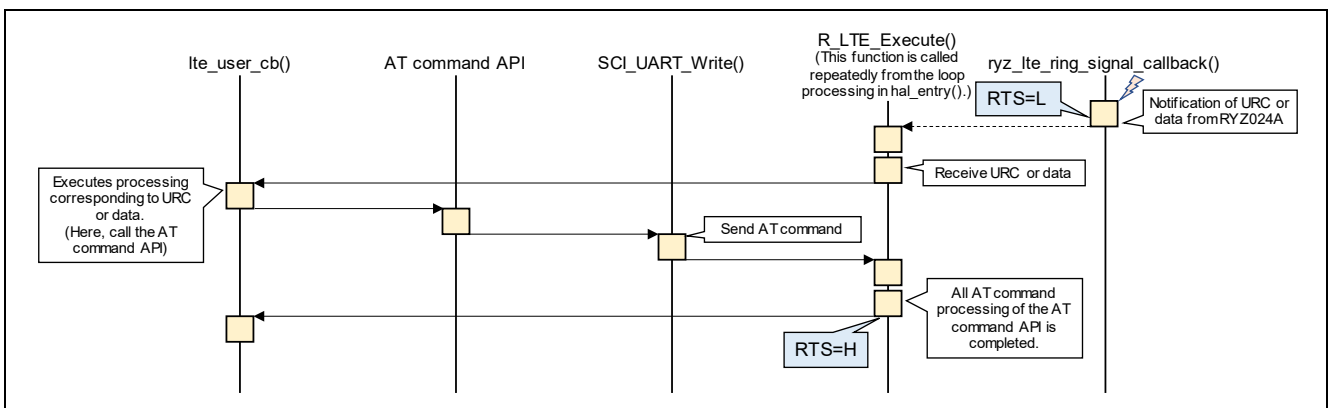 lte_user_cb()
AT command API
SCI_UART_Write()
R_LTE_Execute()
(This function is called
repeatedly from the loop
processing in hal_entry().)
ryz_lte_ring_signal_callback()
RTS=L
Notification of URC or
data from RYZ024A
Receive URC or data
Executes processing
corresponding to URC
or data.
(Here, call the AT
command API)
Send AT command
All AT command
processing of the AT
command API is
completed.
RTS=H